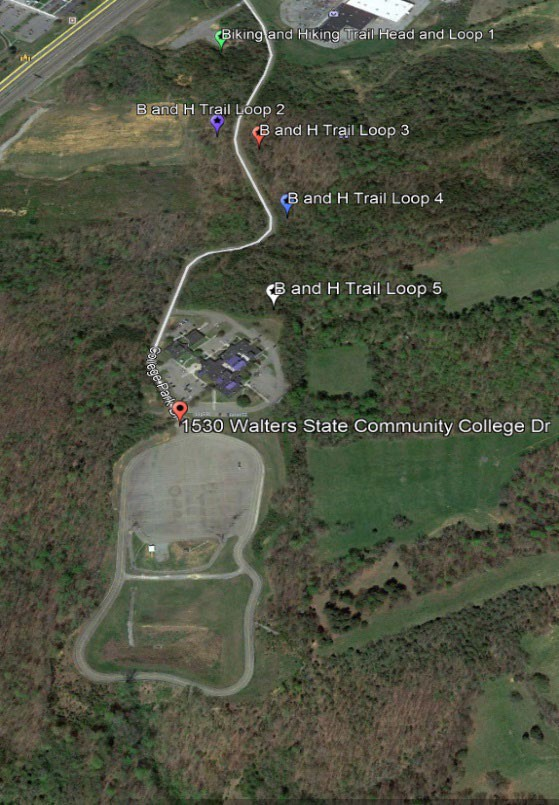 Biking and Hiking Trail Head and Loop 1
B and H Trail Loop 2
B and H Trail Loop 3
B and H Trail Loop 4
B and H Trail Loop 5
College Park
1530 Walters State Community College Dr